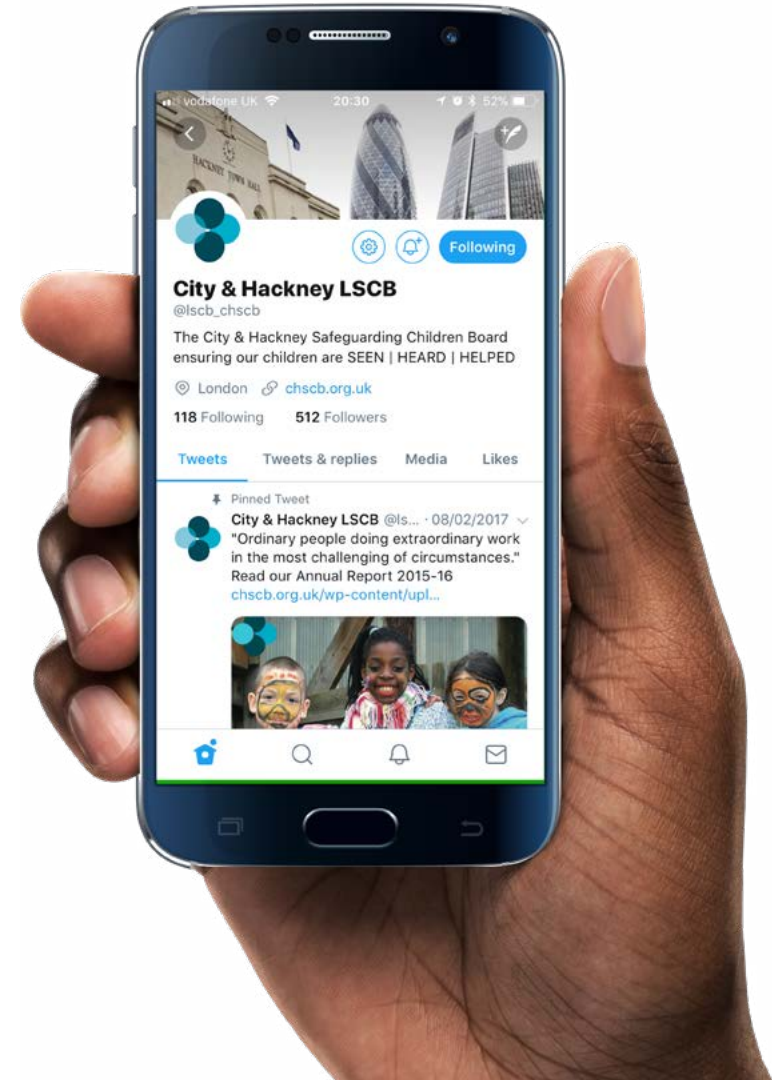 vodafone UK 20:30 52%
HACKNEY TOWN HALL
Following
City & Hackney LSCB
@lscb_chscb
The City & Hackney Safeguarding Children Board
ensuring our children are SEEN | HEARD | HELPED
London chscb.org.uk
118 Following 512 Followers
Tweets Tweets & replies Media Likes
Pinned Tweet
City & Hackney LSCB @ls... · 08/02/2017
"Ordinary people doing extraordinary work
in the most challenging of circumstances."
Read our Annual Report 2015-16
chscb.org.uk/wp-content/upl...